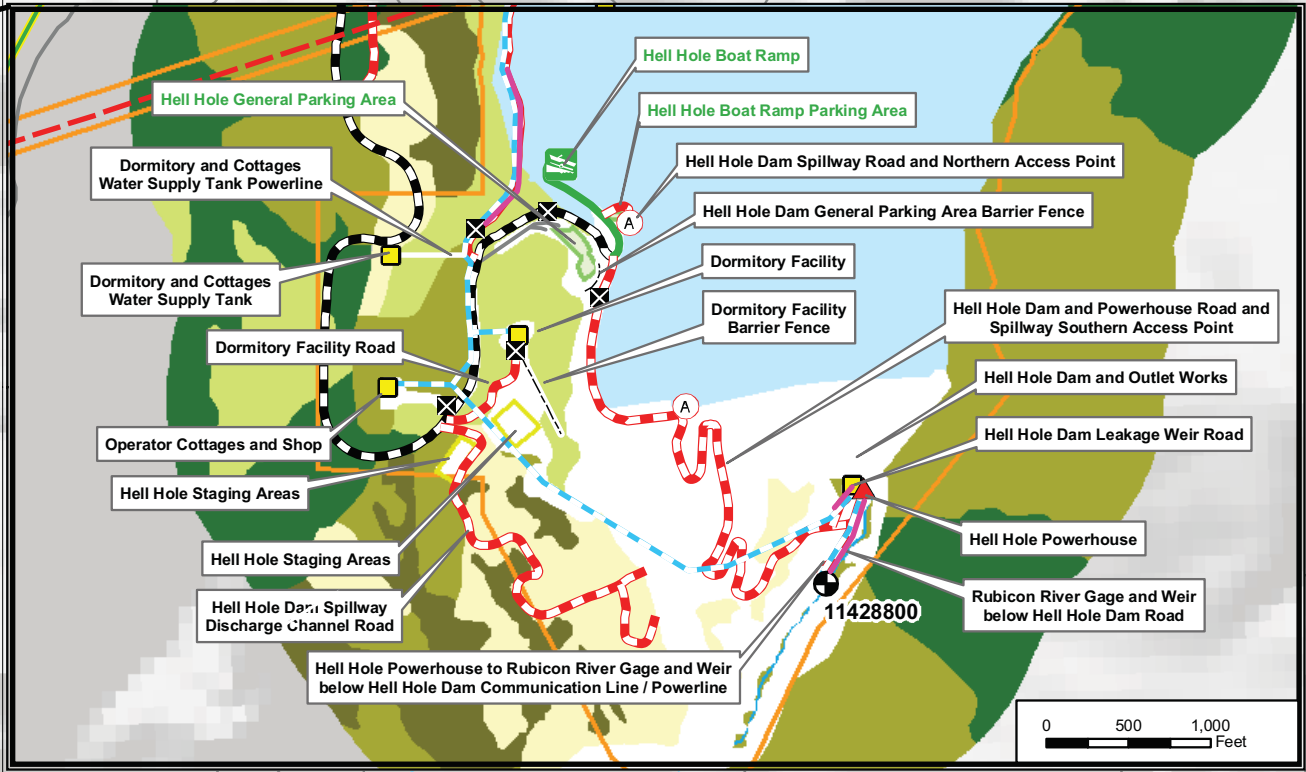 Hell Hole Boat Ramp
Hell Hole General Parking Area
Hell Hole Boat Ramp Parking Area
Dormitory and Cottages
Water Supply Tank Powerline
Hell Hole Dam Spillway Road and Northern Access Point
A
Hell Hole Dam General Parking Area Barrier Fence
Dormitory and Cottages
Water Supply Tank
Dormitory Facility
Dormitory Facility
Barrier Fence
Hell Hole Dam and Powerhouse Road and
Spillway Southern Access Point
Dormitory Facility Road
Hell Hole Dam and Outlet Works
A
Operator Cottages and Shop
Hell Hole Dam Leakage Weir Road
Hell Hole Staging Areas
Hell Hole Powerhouse
Hell Hole Staging Areas
Hell Hole Dam Spillway
Discharge Channel Road
11428800
Rubicon River Gage and Weir
below Hell Hole Dam Road
Hell Hole Powerhouse to Rubicon River Gage and Weir
below Hell Hole Dam Communication Line / Powerline
0 500 1,000
Feet